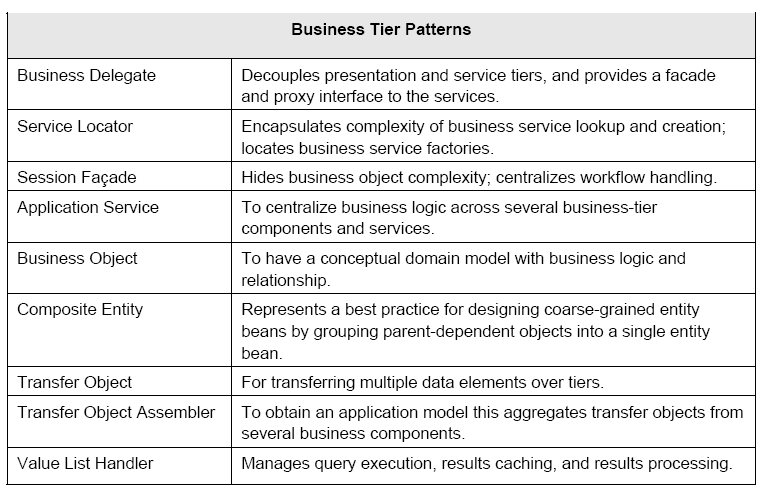 Business Tier Patterns
Business Delegate
Decouples presentation and service tiers, and provides a facade
and proxy interface to the services.
Service Locator
Encapsulates complexity of business service lookup and creation;
locates business service factories.
Session Façade
Hides business object complexity; centralizes workflow handling.
Application Service
To centralize business logic across several business-tier
components and services.
Business Object
To have a conceptual domain model with business logic and
relationship.
Composite Entity
Represents a best practice for designing coarse-grained entity
beans by grouping parent-dependent objects into a single entity
bean.
Transfer Object
For transferring multiple data elements over tiers.
Transfer Object Assembler
To obtain an application model this aggregates transfer objects from
several business components.
Value List Handler
Manages query execution, results caching, and results processing.